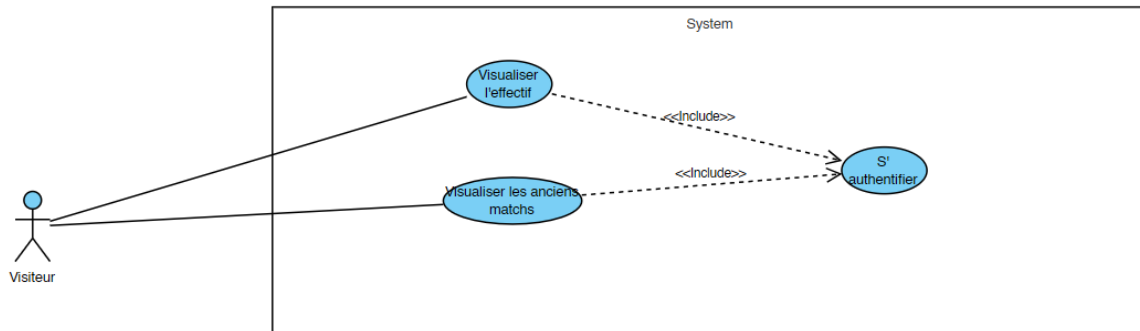 System
Visualiser
l'effectif
<<Include>>
S'
authentifier
<<Include>>
Visualiser les anciens
matchs
Visiteur